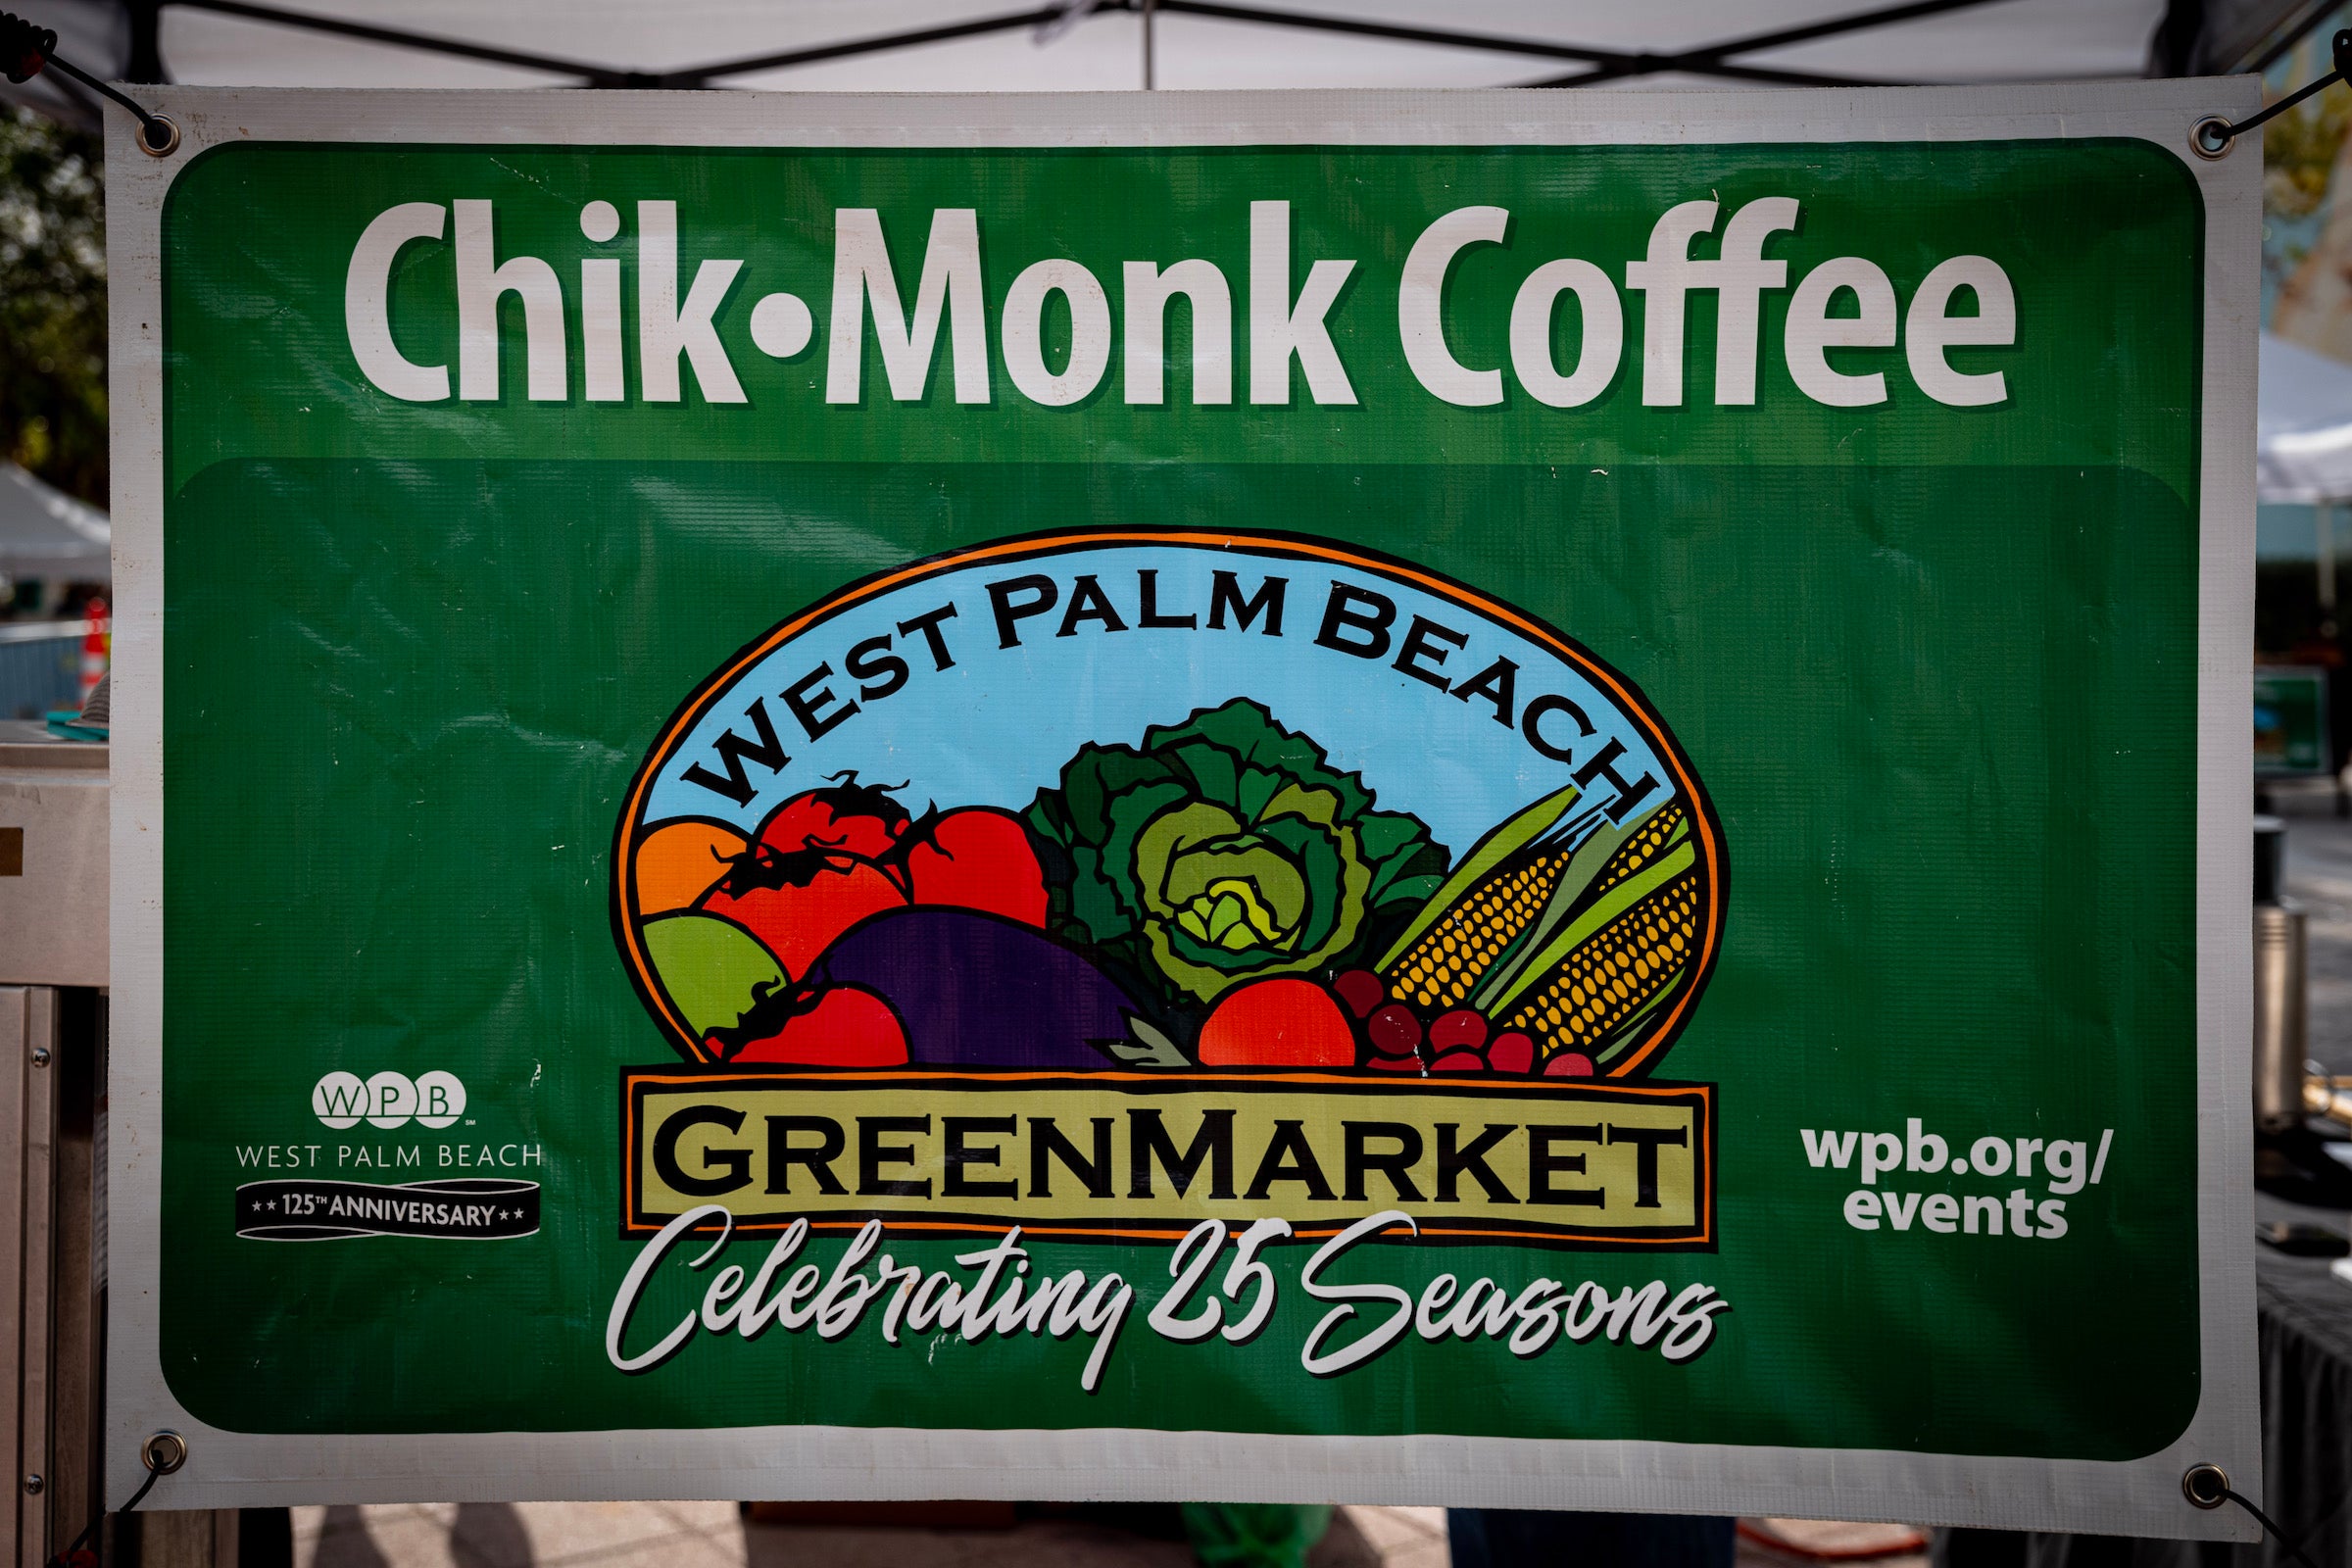 Chik•Monk Coffee
WEST PALM BEACH
GREENMARKET
Celebrating 25 Seasons
WPB SM
WEST PALM BEACH
★★ 125TH ANNIVERSARY ★★
wpb.org/
events